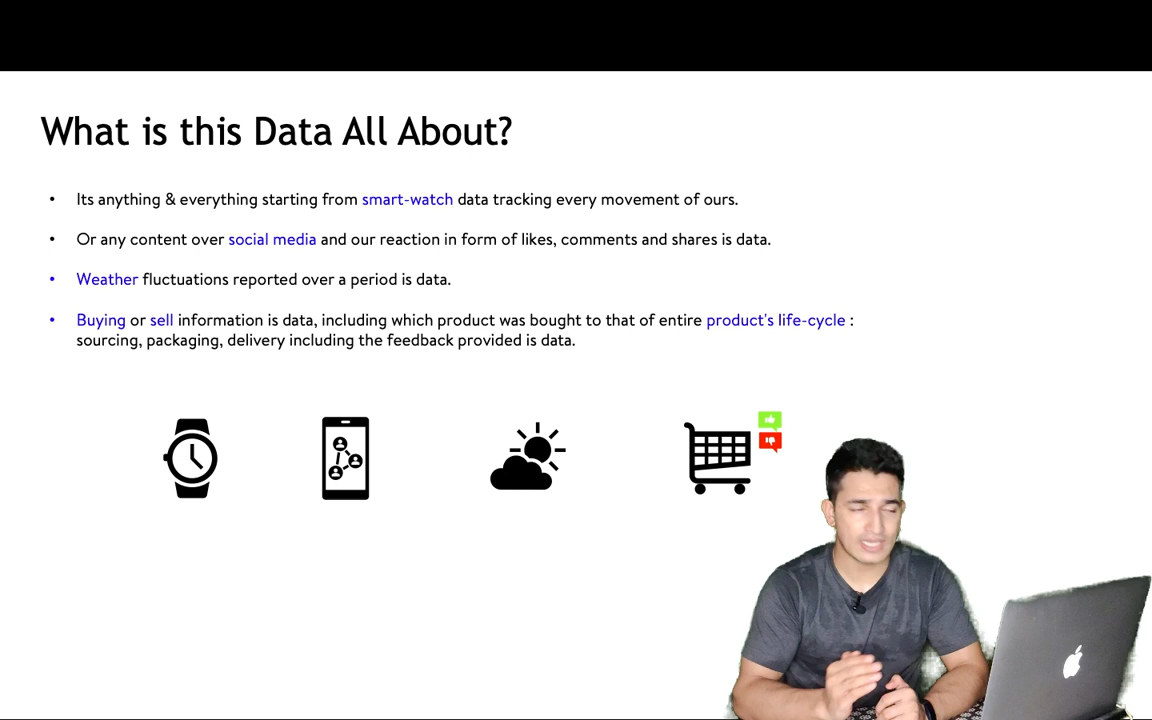 What is this Data All About?
• Its anything & everything starting from smart-watch data tracking every movement of ours.
• Or any content over social media and our reaction in form of likes, comments and shares is data.
• Weather fluctuations reported over a period is data.
• Buying or sell information is data, including which product was bought to that of entire product's life-cycle :
sourcing, packaging, delivery including the feedback provided is data.